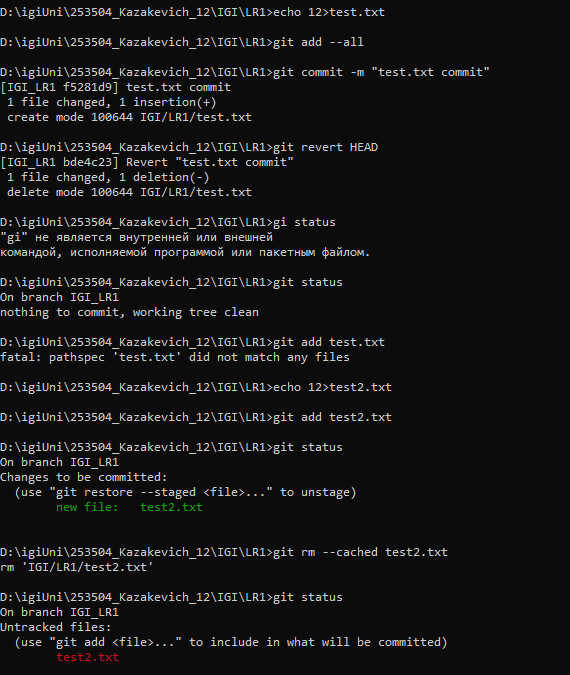 D:\igiUni\253504_Kazakevich_12\IGI\LR1>echo 12>test.txt
D:\igiUni\253504_Kazakevich_12\IGI\LR1>git add --all
D:\igiUni\253504_Kazakevich_12\IGI\LR1>git commit -m "test.txt commit"
[IGI_LR1 f5281d9] test.txt commit
 1 file changed, 1 insertion(+)
 create mode 100644 IGI/LR1/test.txt
D:\igiUni\253504_Kazakevich_12\IGI\LR1>git revert HEAD
[IGI_LR1 bde4c23] Revert "test.txt commit"
 1 file changed, 1 deletion(-)
 delete mode 100644 IGI/LR1/test.txt
D:\igiUni\253504_Kazakevich_12\IGI\LR1>gi status
"gi" не является внутренней или внешней
командой, исполняемой программой или пакетным файлом.
D:\igiUni\253504_Kazakevich_12\IGI\LR1>git status
On branch IGI_LR1
nothing to commit, working tree clean
D:\igiUni\253504_Kazakevich_12\IGI\LR1>git add test.txt
fatal: pathspec 'test.txt' did not match any files
D:\igiUni\253504_Kazakevich_12\IGI\LR1>echo 12>test2.txt
D:\igiUni\253504_Kazakevich_12\IGI\LR1>git add test2.txt
D:\igiUni\253504_Kazakevich_12\IGI\LR1>git status
On branch IGI_LR1
Changes to be committed:
  (use "git restore --staged <file>..." to unstage)
        new file:   test2.txt
D:\igiUni\253504_Kazakevich_12\IGI\LR1>git rm --cached test2.txt
rm 'IGI/LR1/test2.txt'
D:\igiUni\253504_Kazakevich_12\IGI\LR1>git status
On branch IGI_LR1
Untracked files:
  (use "git add <file>..." to include in what will be committed)
        test2.txt